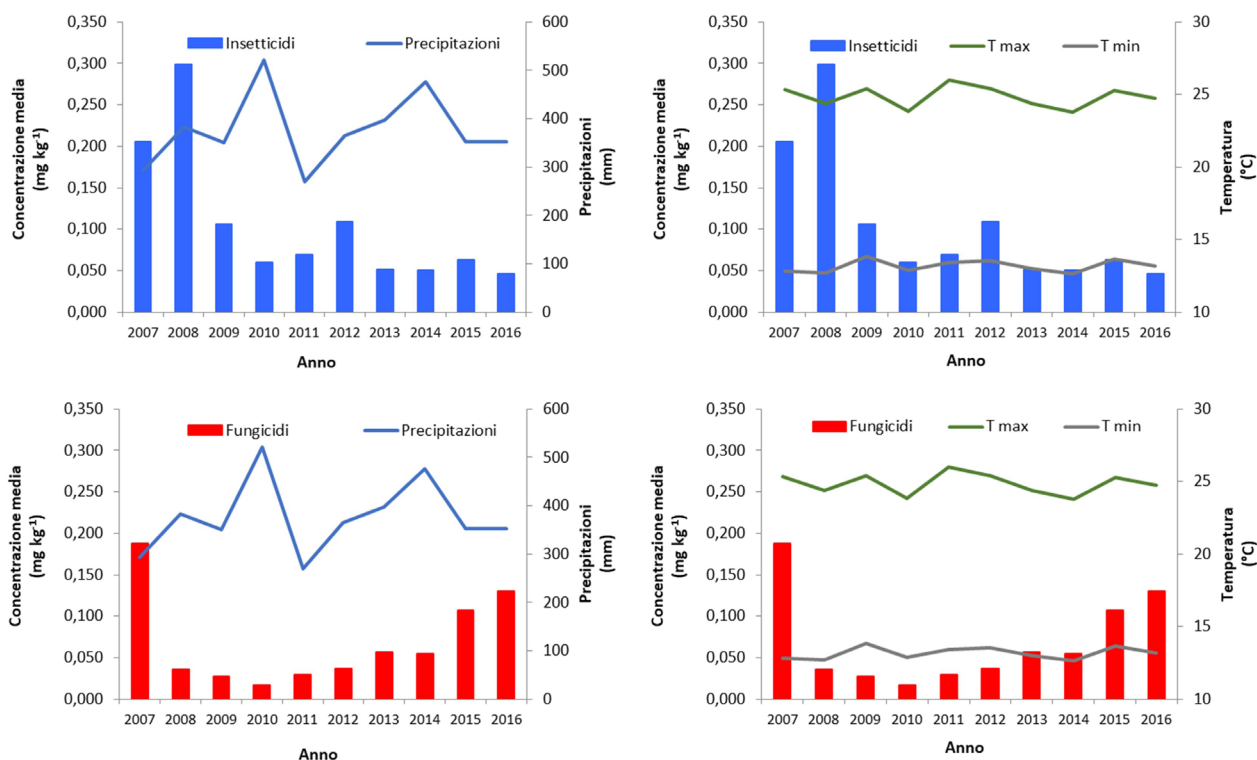 Insetticidi Precipitazioni
Concentrazione media
(mg kg⁻¹)
0,350
0,300
0,250
0,200
0,150
0,100
0,050
0,000
600
500
400
300
200
100
0
Precipitazioni
(mm)
2007 2008 2009 2010 2011 2012 2013 2014 2015 2016
Anno
Insetticidi T max T min
Concentrazione media
(mg kg⁻¹)
0,350
0,300
0,250
0,200
0,150
0,100
0,050
0,000
30
25
20
15
10
Temperatura
(°C)
2007 2008 2009 2010 2011 2012 2013 2014 2015 2016
Anno
Fungicidi Precipitazioni
Concentrazione media
(mg kg⁻¹)
0,350
0,300
0,250
0,200
0,150
0,100
0,050
0,000
600
500
400
300
200
100
0
Precipitazioni
(mm)
2007 2008 2009 2010 2011 2012 2013 2014 2015 2016
Anno
Fungicidi T max T min
Concentrazione media
(mg kg⁻¹)
0,350
0,300
0,250
0,200
0,150
0,100
0,050
0,000
30
25
20
15
10
Temperatura
(°C)
2007 2008 2009 2010 2011 2012 2013 2014 2015 2016
Anno